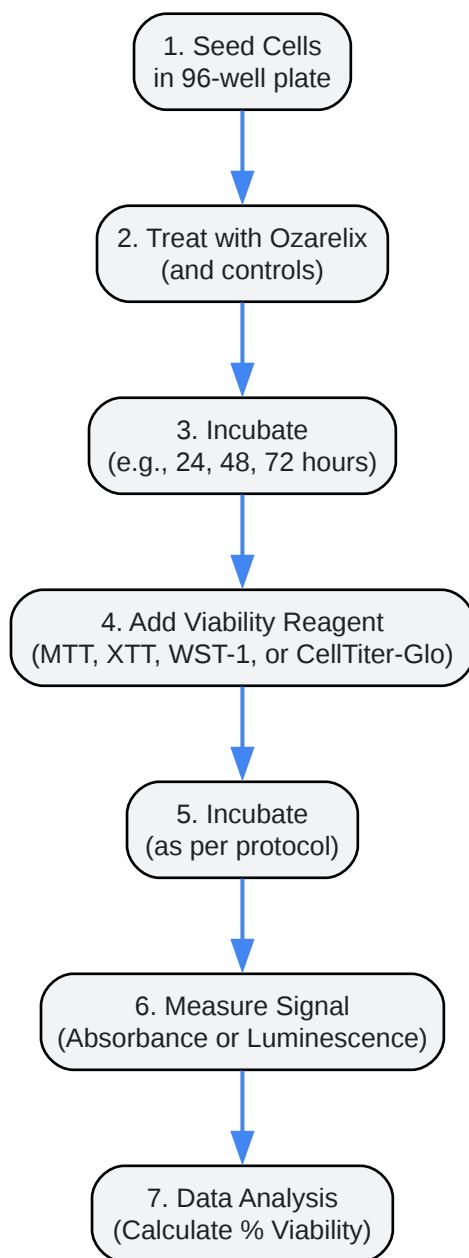 1. Seed Cells
in 96-well plate
2. Treat with Ozarelix
(and controls)
3. Incubate
(e.g., 24, 48, 72 hours)
4. Add Viability Reagent
(MTT, XTT, WST-1, or CellTiter-Glo)
5. Incubate
(as per protocol)
6. Measure Signal
(Absorbance or Luminescence)
7. Data Analysis
(Calculate % Viability)